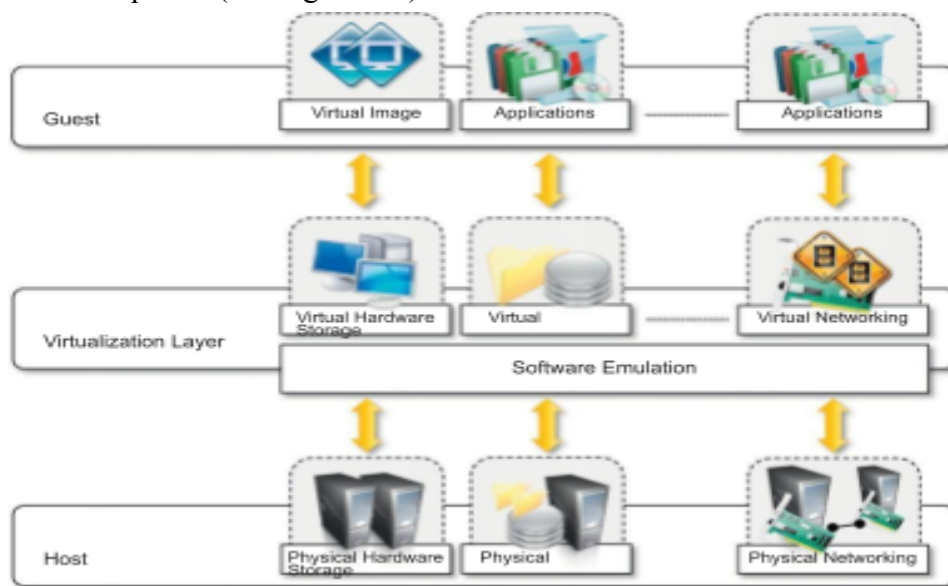 Virtual Image
Applications
Applications
Guest
Virtual Hardware
Storage
Virtual
Virtual Networking
Virtualization Layer
Software Emulation
Physical Hardware
Storage
Physical
Physical Networking
Host